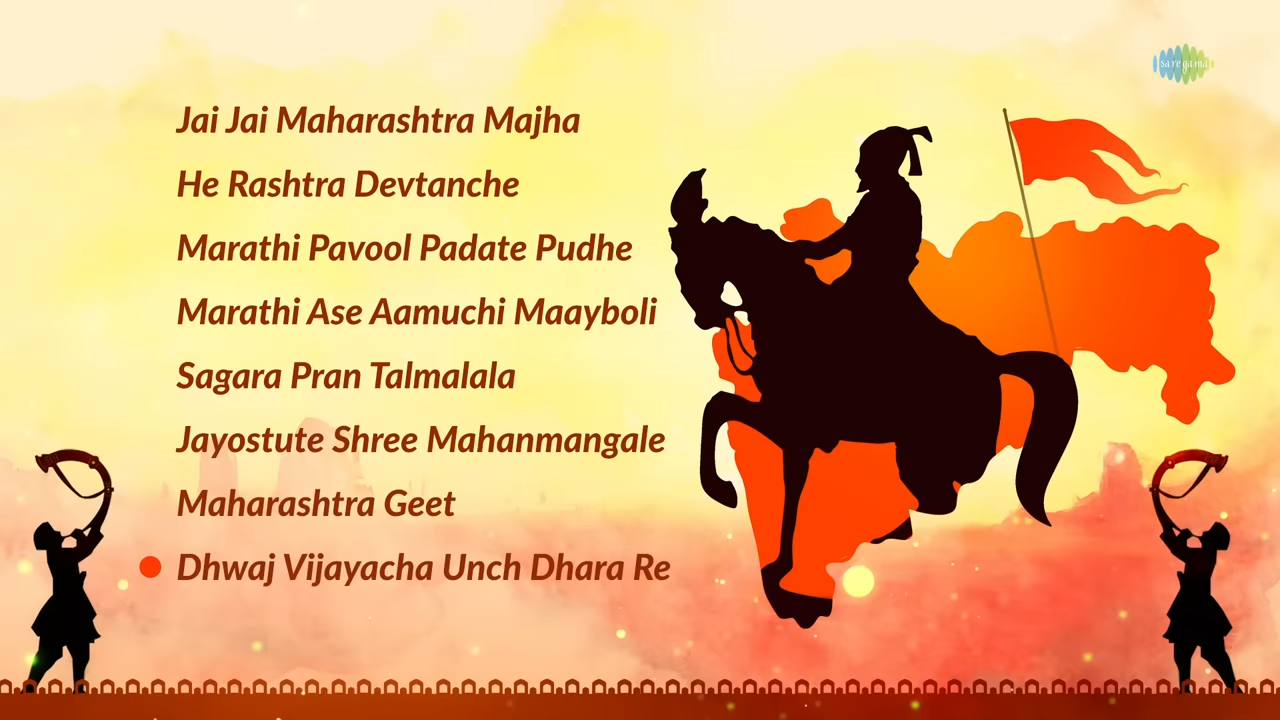 saregama
Jai Jai Maharashtra Majha
He Rashtra Devtanche
Marathi Pavool Padate Pudhe
Marathi Ase Aamuchi Maayboli
Sagara Pran Talmalala
Jayostute Shree Mahanmangale
Maharashtra Geet
Dhwaj Vijayacha Unch Dhara Re